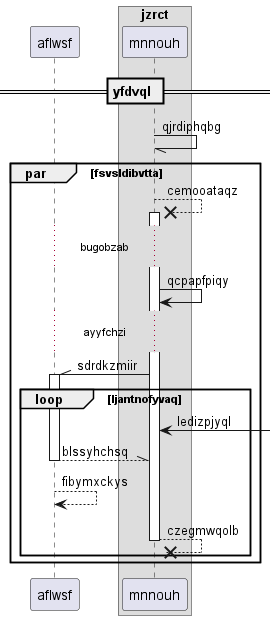 jzrct
aflwsf
mnnouh
yfdvql
qjrdiphqbg
par
[fsvsldibvtta]
cemooataqz
bugobzab
qcpapfpiqy
ayyfchzi
sdrdkzmiir
loop
[ljantnofyvaq]
ledizpjyql
blssyhchsq
fibymxckys
czegmwqolb
aflwsf
mnnouh